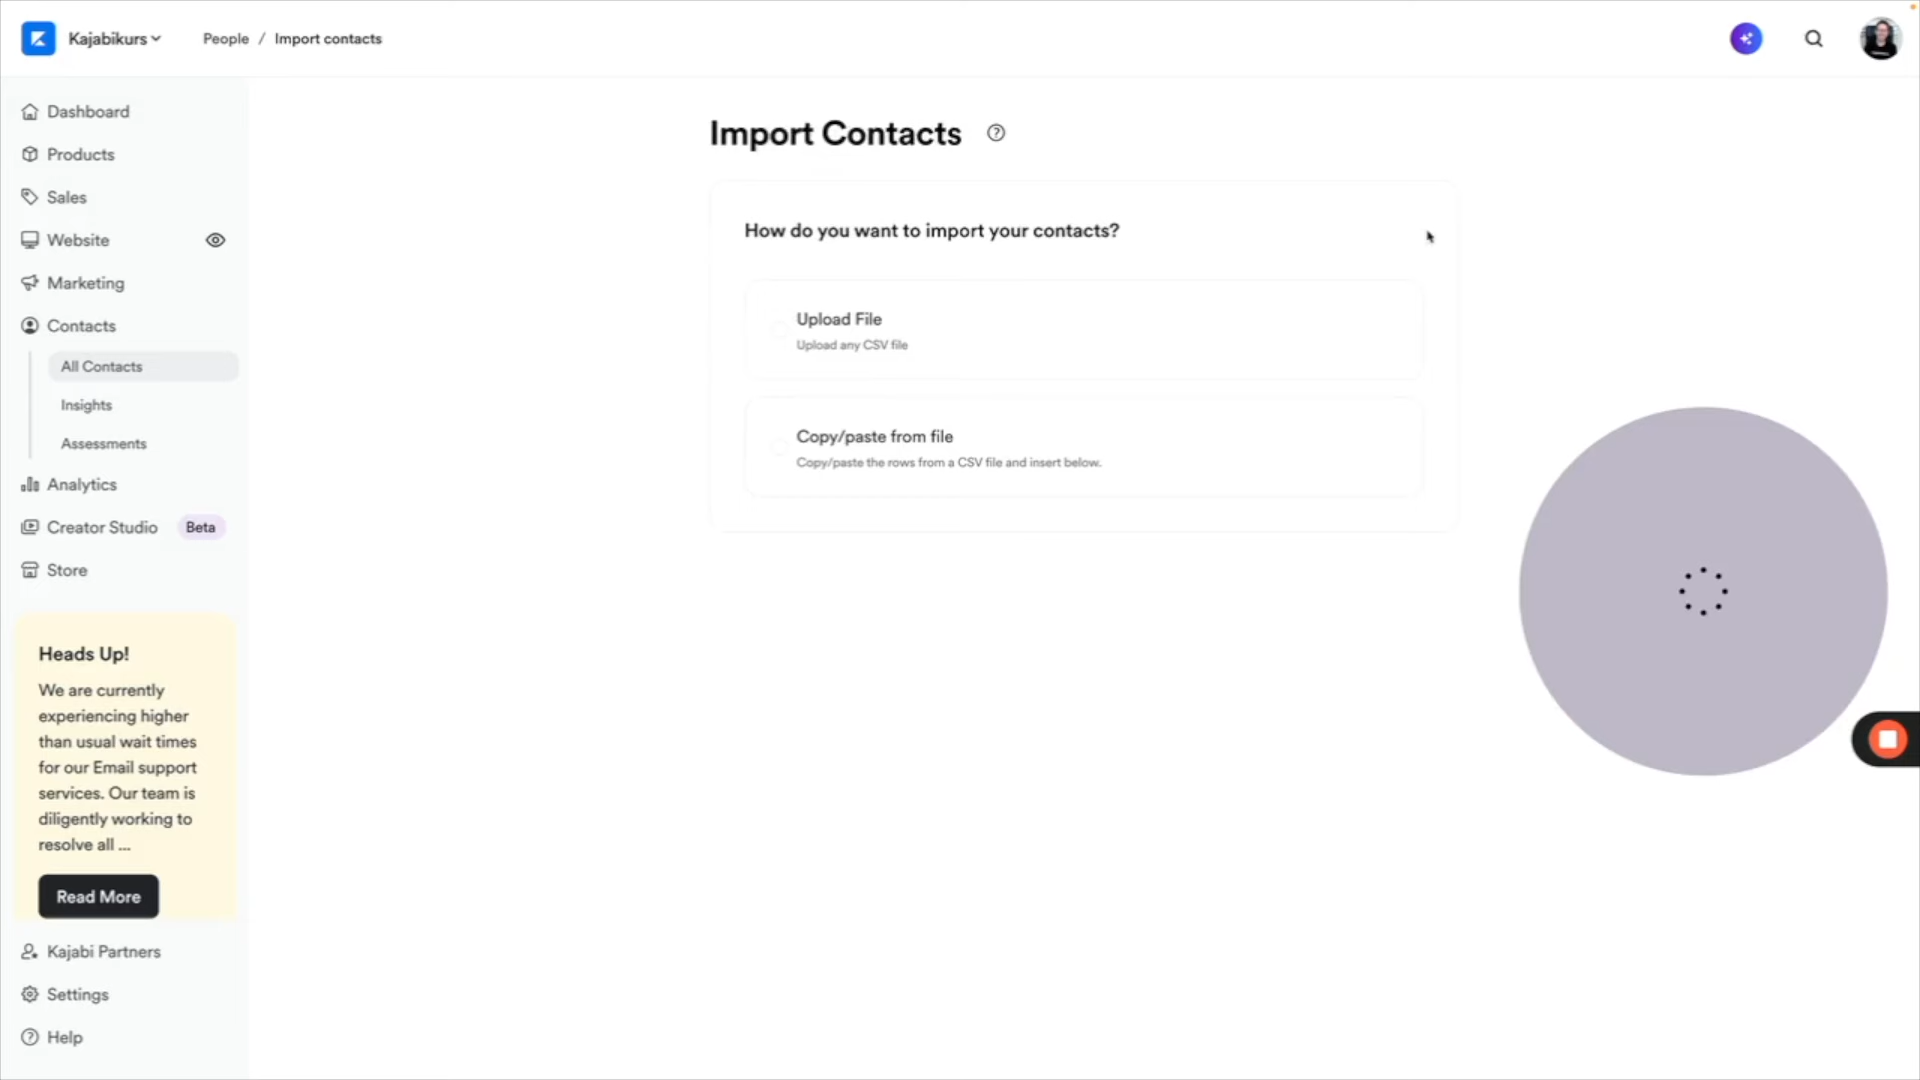 Kajabikurs
People / Import contacts
Dashboard
Products
Sales
Website
Marketing
Contacts
All Contacts
Insights
Assessments
Analytics
Creator Studio Beta
Store
Heads Up!
We are currently
experiencing higher
than usual wait times
for our Email support
services. Our team is
diligently working to
resolve all ...
Read More
Kajabi Partners
Settings
Help
Import Contacts
How do you want to import your contacts?
Upload File
Upload any CSV file
Copy/paste from file
Copy/paste the rows from a CSV file and insert below.